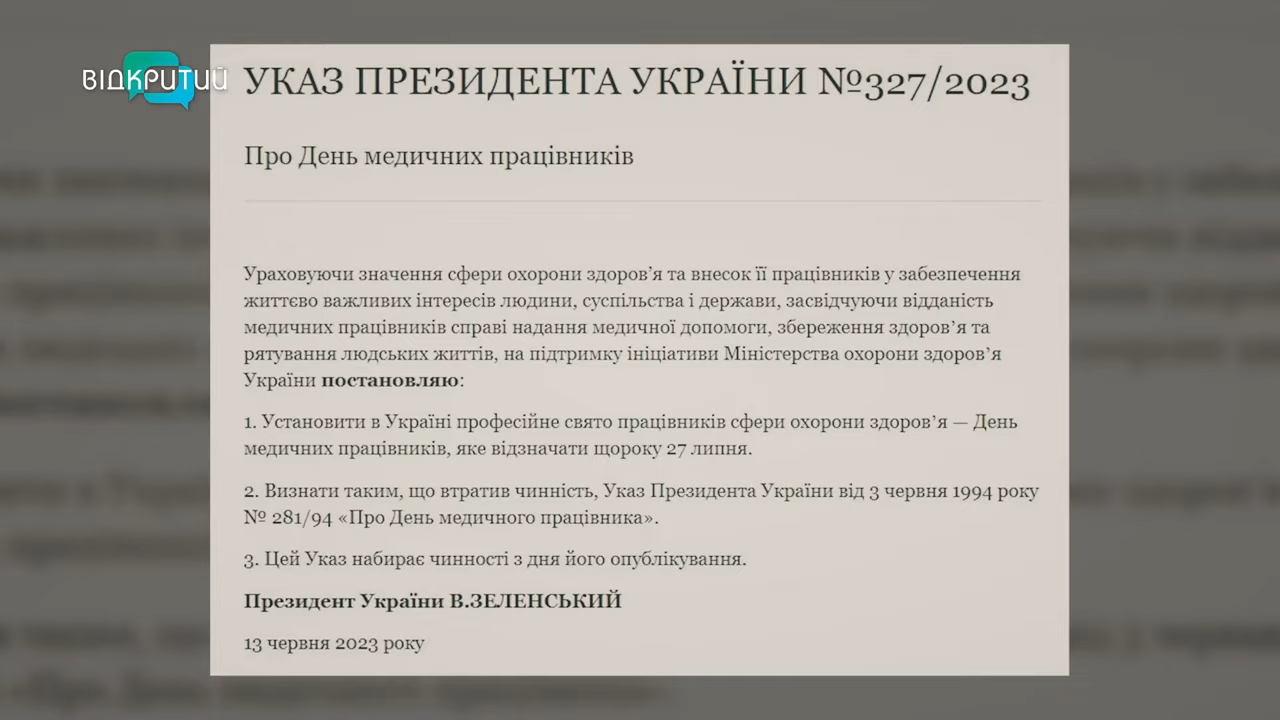 ВІДКРИТИЙ
УКАЗ ПРЕЗИДЕНТА УКРАЇНИ №327/2023
Про День медичних працівників
Ураховуючи значення сфери охорони здоров’я та внесок її працівників у забезпечення
життєво важливих інтересів людини, суспільства і держави, засвідчуючи відданість
медичних працівників справі надання медичної допомоги, збереження здоров’я та
рятування людських життів, на підтримку ініціативи Міністерства охорони здоров’я
України постановляю:
1. Установити в Україні професійне свято працівників сфери охорони здоров’я — День
медичних працівників, яке відзначати щороку 27 липня.
2. Визнати таким, що втратив чинність, Указ Президента України від 3 червня 1994 року
№ 281/94 «Про День медичного працівника».
3. Цей Указ набирає чинності з дня його опублікування.
Президент України В.ЗЕЛЕНСЬКИЙ
13 червня 2023 року